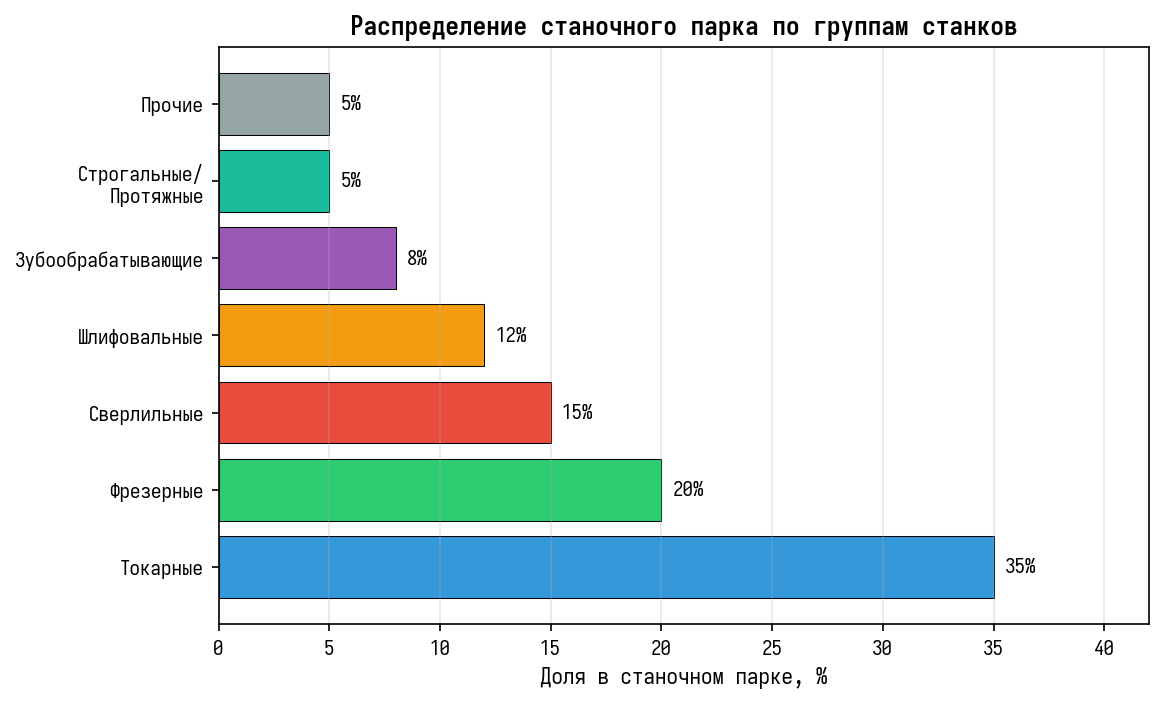 Распределение станочного парка по группам станков
Прочие
5%
Строгальные/
Протяжные
5%
Зубообрабатывающие
8%
Шлифовальные
12%
Сверлильные
15%
Фрезерные
20%
Токарные
35%
0 5 10 15 20 25 30 35 40
Доля в станочном парке, %